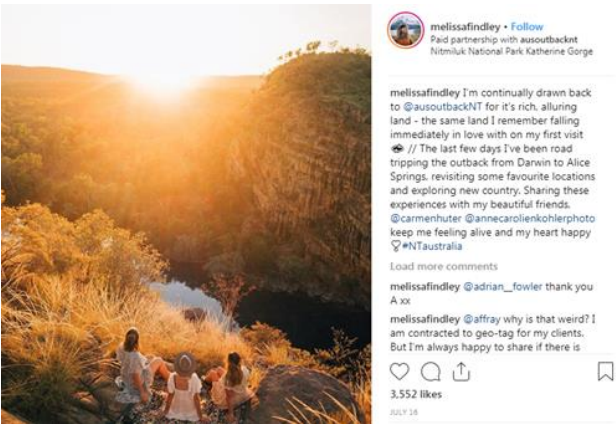 melissafindley • Follow
Paid partnership with ausoutbacknt
Nitmiluk National Park Katherine Gorge
melissafindley I'm continually drawn back
to @ausoutbackNT for it's rich, alluring
land - the same land I remember falling
immediately in love with on my first visit
// The last few days I've been road
tripping the outback from Darwin to Alice
Springs, revisiting some favourite locations
and exploring new country. Sharing these
experiences with my beautiful friends,
@carmenhuter @annecarolienkohlerphoto
keep me feeling alive and my heart happy
#NTaustralia
Load more comments
melissafindley @adrian__fowler thank you
A xx
melissafindley @affray why is that weird? I
am contracted to geo-tag for my clients.
But I'm always happy to share if there is
3,552 likes
JULY 16